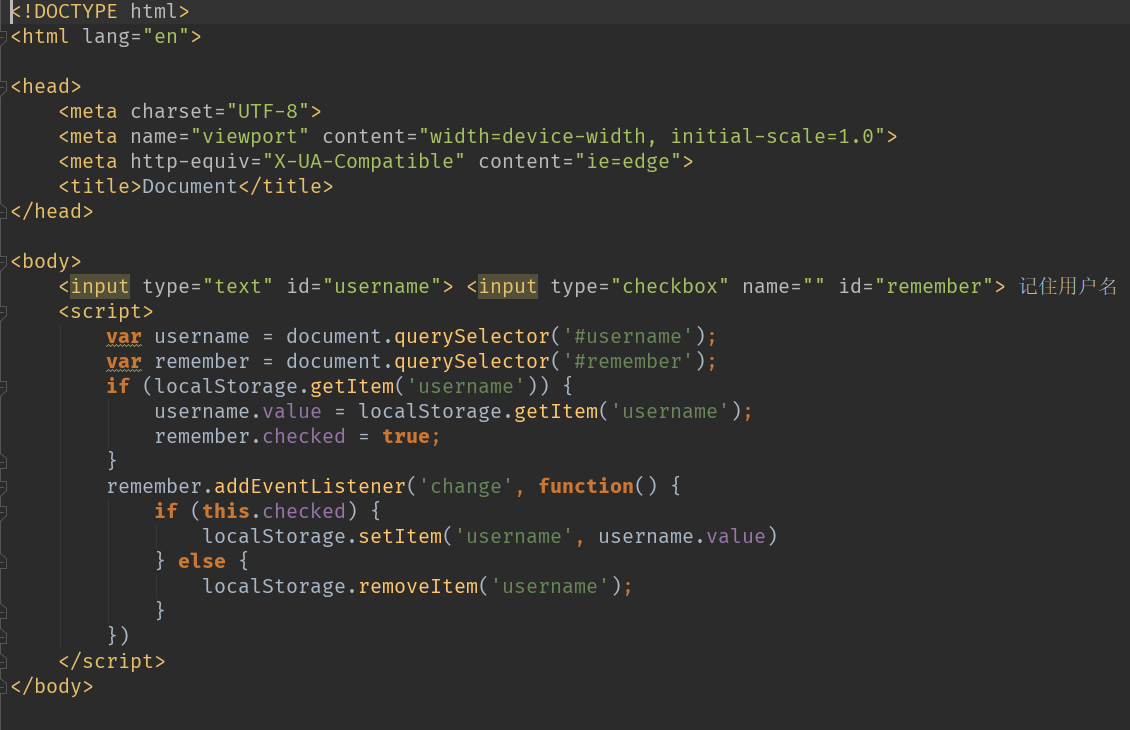 <!DOCTYPE html>
<html lang="en">
<head>
    <meta charset="UTF-8">
    <meta name="viewport" content="width=device-width, initial-scale=1.0">
    <meta http-equiv="X-UA-Compatible" content="ie=edge">
    <title>Document</title>
</head>
<body>
    <input type="text" id="username"> <input type="checkbox" name="" id="remember"> 记住用户名
    <script>
        var username = document.querySelector('#username');
        var remember = document.querySelector('#remember');
        if (localStorage.getItem('username')) {
            username.value = localStorage.getItem('username');
            remember.checked = true;
        }
        remember.addEventListener('change', function() {
            if (this.checked) {
                localStorage.setItem('username', username.value)
            } else {
                localStorage.removeItem('username');
            }
        })
    </script>
</body>